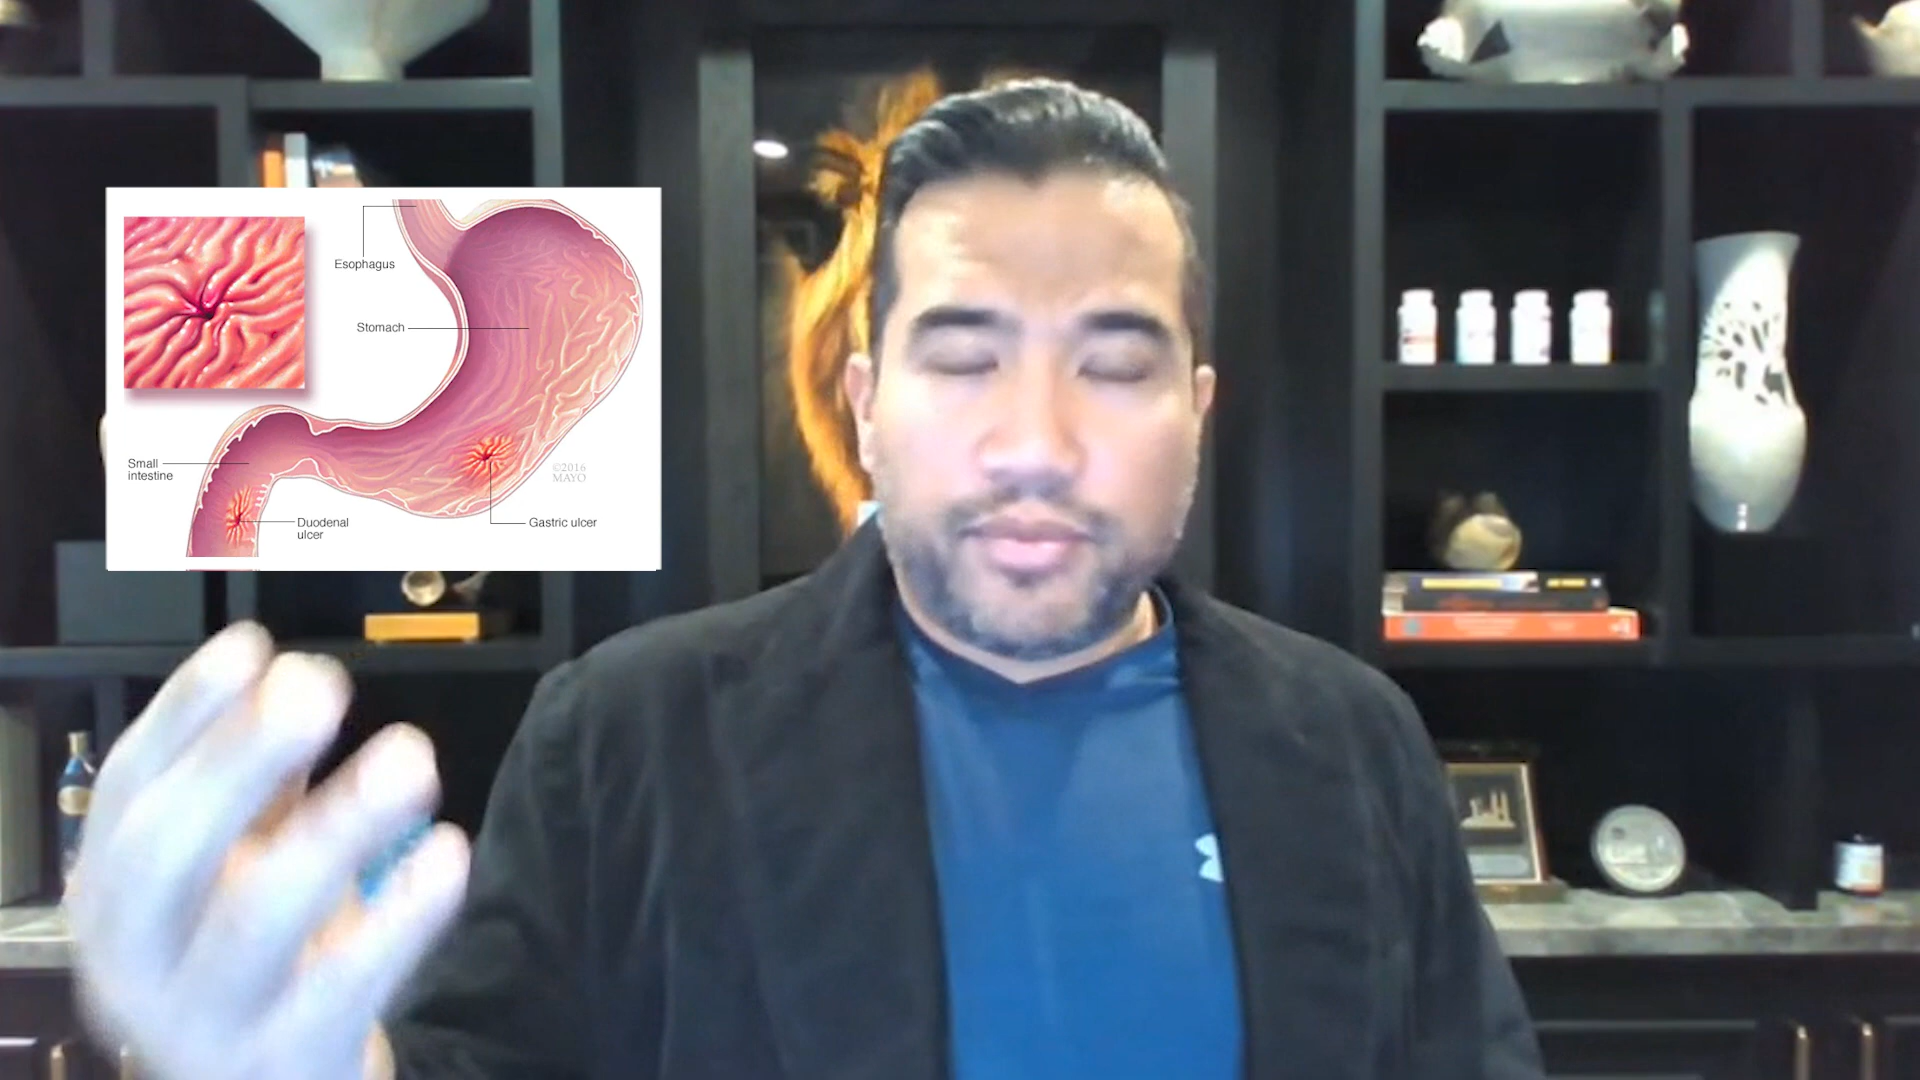 Esophagus
Stomach
Small
intestine
©2016
MAYO
Duodenal
ulcer
Gastric ulcer